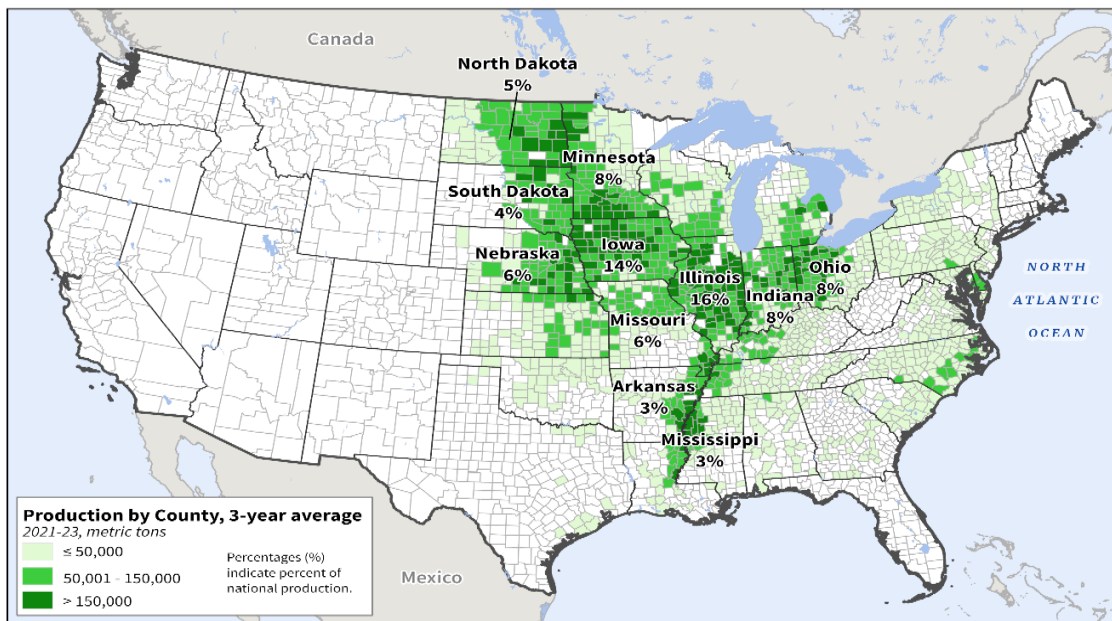 Canada
North Dakota
5%
Minnesota
8%
South Dakota
4%
Nebraska
6%
Iowa
14%
Illinois
16%
Indiana
8%
Ohio
8%
Missouri
6%
Arkansas
3%
Mississippi
3%
NORTH
ATLANTIC
OCEAN
Mexico
Production by County, 3-year average
2021-23, metric tons
≤ 50,000
50,001 - 150,000
> 150,000
Percentages (%)
indicate percent of
national production.